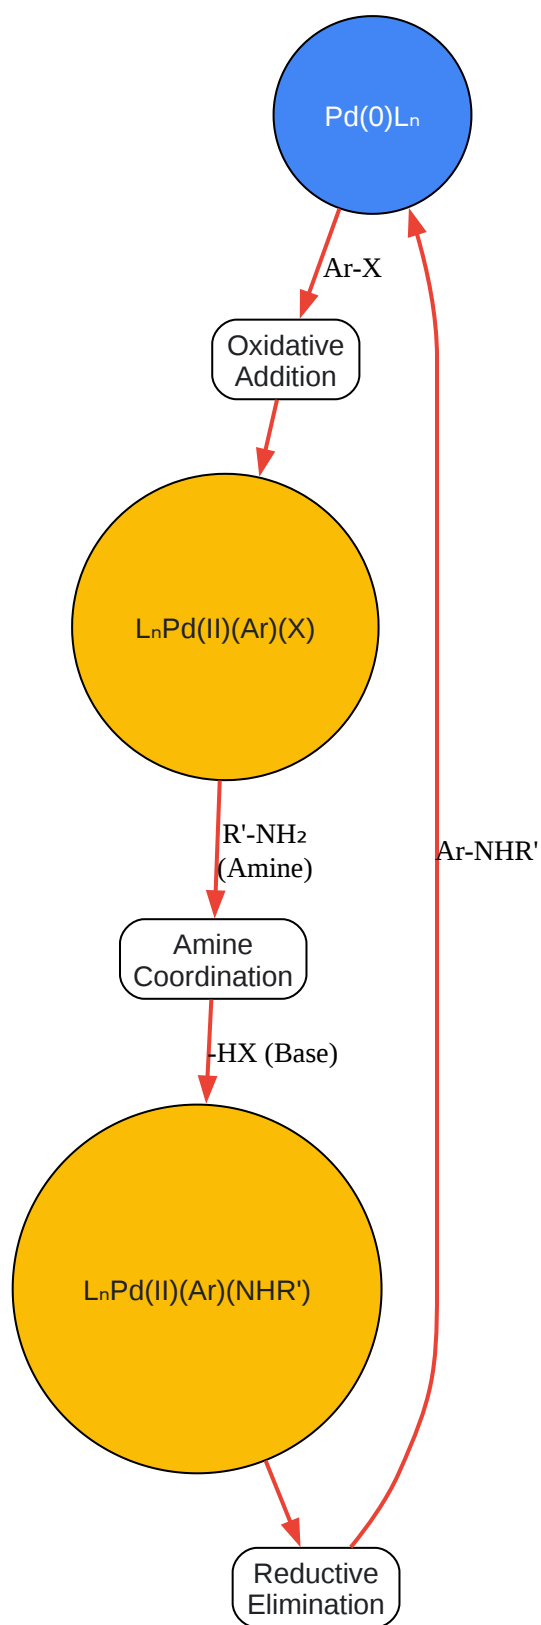 Pd(0)Lₙ
Ar-X
Oxidative
Addition
LₙPd(II)(Ar)(X)
R'-NH₂
(Amine)
Ar-NHR'
Amine
Coordination
-HX (Base)
LₙPd(II)(Ar)(NHR')
Reductive
Elimination